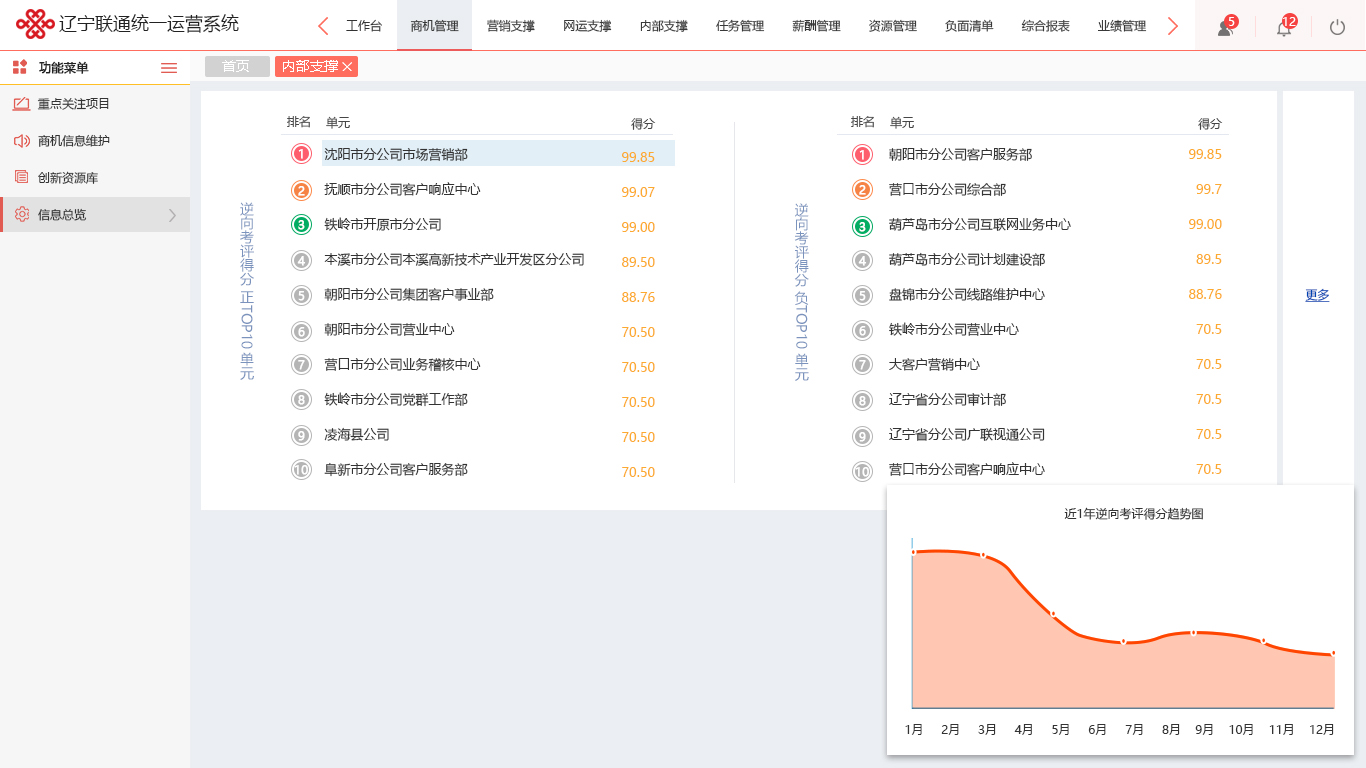 辽宁联通统一运营系统
工作台 商机管理 营销支撑 网运支撑 内部支撑 任务管理 薪酬管理 资源管理 负面清单 综合报表 业绩管理 5 12
功能菜单
首页 内部支撑
重点关注项目
商机信息维护
创新资源库
信息总览
逆向考评得分 正TOP10 单元
排名 单元 得分
1 沈阳市分公司市场营销部 99.85
2 抚顺市分公司客户响应中心 99.07
3 铁岭市开原市分公司 99.00
4 本溪市分公司本溪高新技术产业开发区分公司 89.50
5 朝阳市分公司集团客户事业部 88.76
6 朝阳市分公司营业中心 70.50
7 营口市分公司业务稽核中心 70.50
8 铁岭市分公司党群工作部 70.50
9 凌海县公司 70.50
10 阜新市分公司客户服务部 70.50
逆向考评得分 负TOP10 单元
排名 单元 得分
1 朝阳市分公司客户服务部 99.85
2 营口市分公司综合部 99.7
3 葫芦岛市分公司互联网业务中心 99.00
4 葫芦岛市分公司计划建设部 89.5
5 盘锦市分公司线路维护中心 88.76
6 铁岭市分公司营业中心 70.5
7 大客户营销中心 70.5
8 辽宁省分公司审计部 70.5
9 辽宁省分公司广联视通公司 70.5
10 营口市分公司客户响应中心 70.5
更多
近1年逆向考评得分趋势图
1月 2月 3月 4月 5月 6月 7月 8月 9月 10月 11月 12月